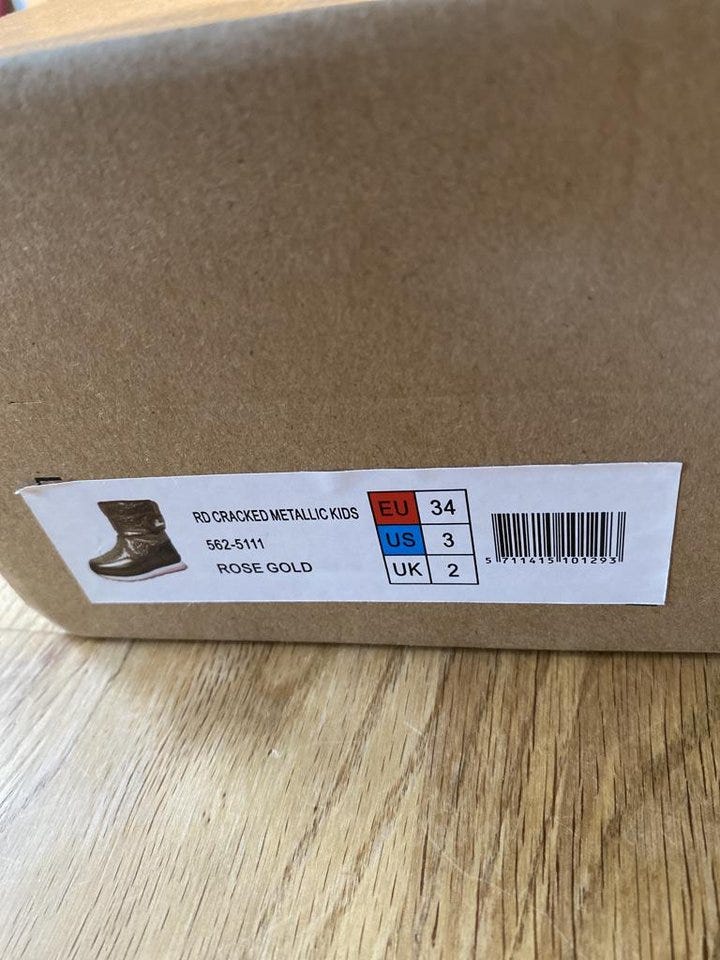 RD CRACKED METALLIC KIDS
562-5111
ROSE GOLD
EU 34
US 3
UK 2
5 711415 101293